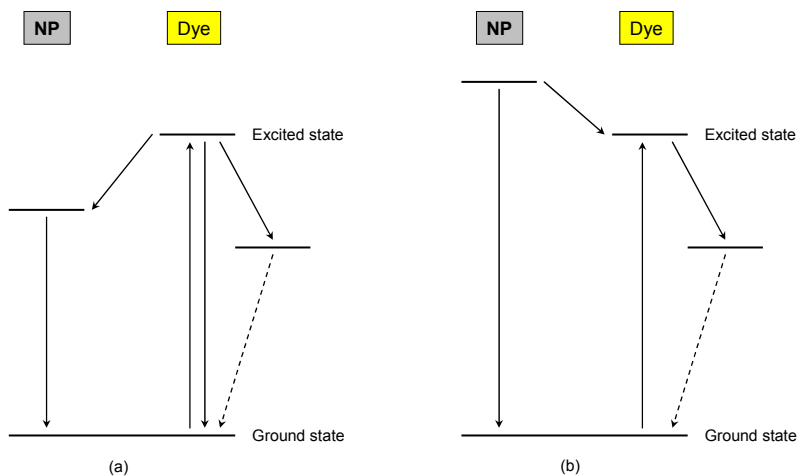 NP
Dye
NP
Dye
Excited state
Excited state
Ground state
Ground state
(a)
(b)